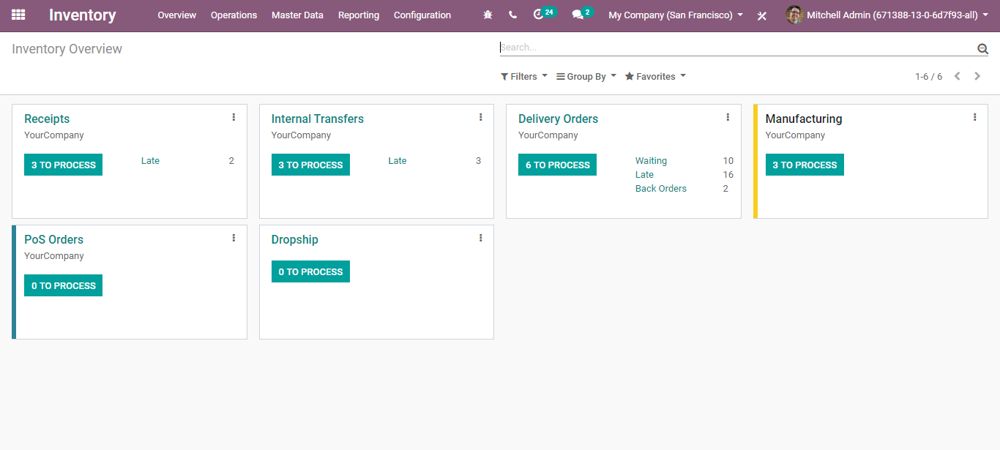 Inventory Overview Operations Master Data Reporting Configuration 24 2 My Company (San Francisco) Mitchell Admin (671388-13-0-6d7f93-all)
Inventory Overview
Search...
Filters Group By Favorites 1-6 / 6
Receipts
YourCompany
3 TO PROCESS Late 2
Internal Transfers
YourCompany
3 TO PROCESS Late 3
Delivery Orders
YourCompany
6 TO PROCESS Waiting 10
Late 16
Back Orders 2
Manufacturing
YourCompany
3 TO PROCESS
PoS Orders
YourCompany
0 TO PROCESS
Dropship
0 TO PROCESS